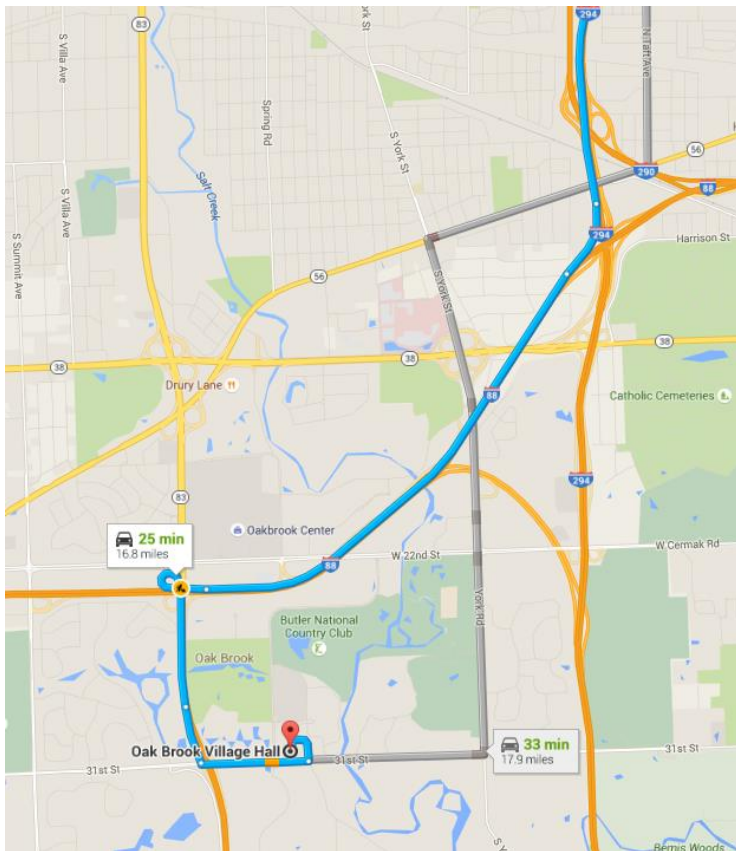 83
294
N Taft Ave
S Villa Ave
Spring Rd
S York St
56
290
88
Salt Creek
S Villa Ave
S Summit Ave
294
Harrison St
56
S York St
38
38
38
Drury Lane
88
Catholic Cemeteries
294
83
25 min
16.8 miles
Oakbrook Center
W Cermak Rd
W 22nd St
88
York Rd
Butler National
Country Club
Oak Brook
Oak Brook Village Hall
33 min
17.9 miles
31st St
31st St
31st St
Bemis Woods